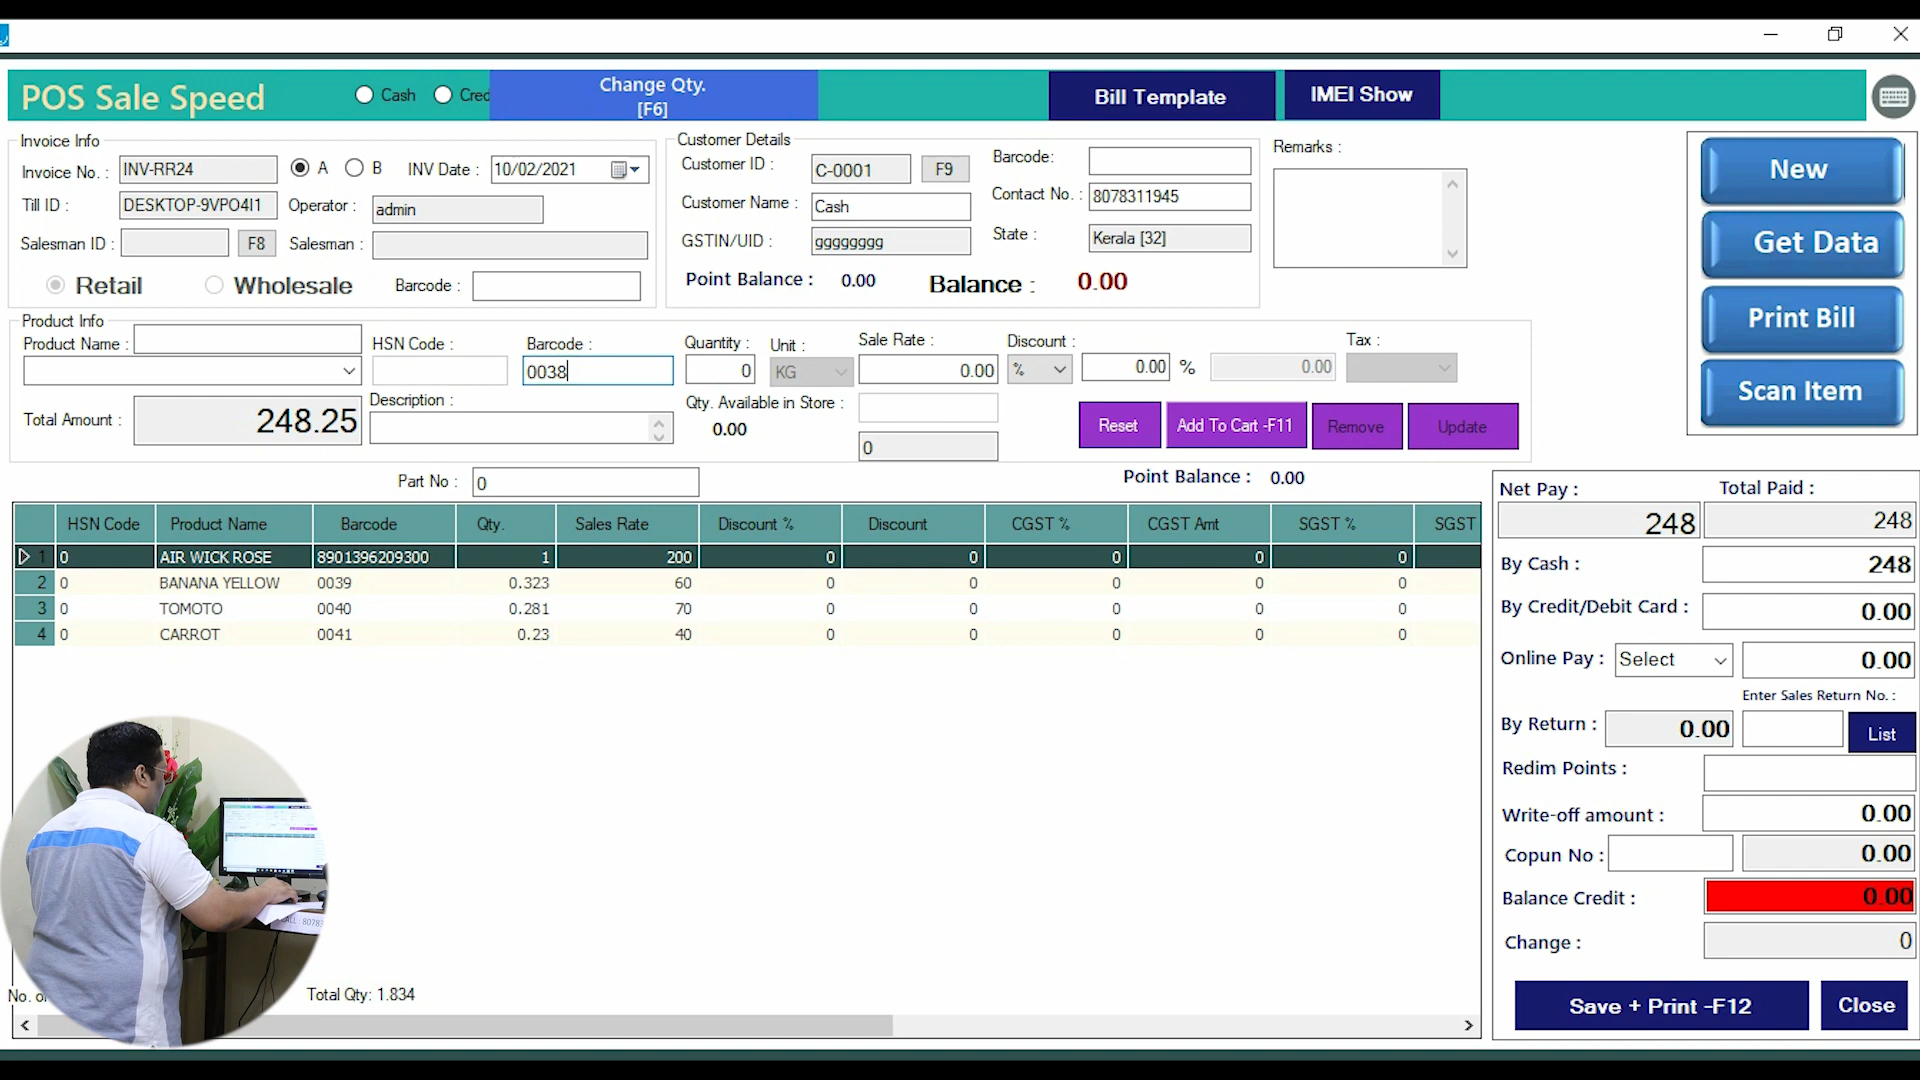 POS Sale Speed
Cash
Cred
Change Qty.
[F6]
Bill Template
IMEI Show
Invoice Info
Invoice No. : INV-RR24 A B INV Date : 10/02/2021
Till ID : DESKTOP-9VPO4I1 Operator : admin
Salesman ID : F8 Salesman :
Retail Wholesale Barcode :
Customer Details
Customer ID : C-0001 F9
Customer Name : Cash
GSTIN/UID : gggggggg
Point Balance : 0.00 Balance : 0.00
Barcode:
Contact No. : 8078311945
State : Kerala [32]
Remarks :
New
Get Data
Print Bill
Scan Item
Product Info
Product Name :
HSN Code :
Barcode :
0038
Quantity :
0
Unit :
KG
Sale Rate :
0.00
Discount :
% 0.00 % 0.00
Tax :
Total Amount : 248.25
Description :
Qty. Available in Store :
0.00
0
Reset Add To Cart -F11 Remove Update
Part No : 0
Point Balance : 0.00
HSN Code Product Name Barcode Qty. Sales Rate Discount % Discount CGST % CGST Amt SGST % SGST
1 0 AIR WICK ROSE 8901396209300 1 200 0 0 0 0 0
2 0 BANANA YELLOW 0039 0.323 60 0 0 0 0 0
3 0 TOMOTO 0040 0.281 70 0 0 0 0 0
4 0 CARROT 0041 0.23 40 0 0 0 0 0
No. o
Total Qty: 1.834
Net Pay : Total Paid :
248 248
By Cash : 248
By Credit/Debit Card : 0.00
Online Pay : Select 0.00
Enter Sales Return No. :
By Return : 0.00 List
Redim Points :
Write-off amount : 0.00
Copun No : 0.00
Balance Credit : 0.00
Change : 0
Save + Print -F12 Close